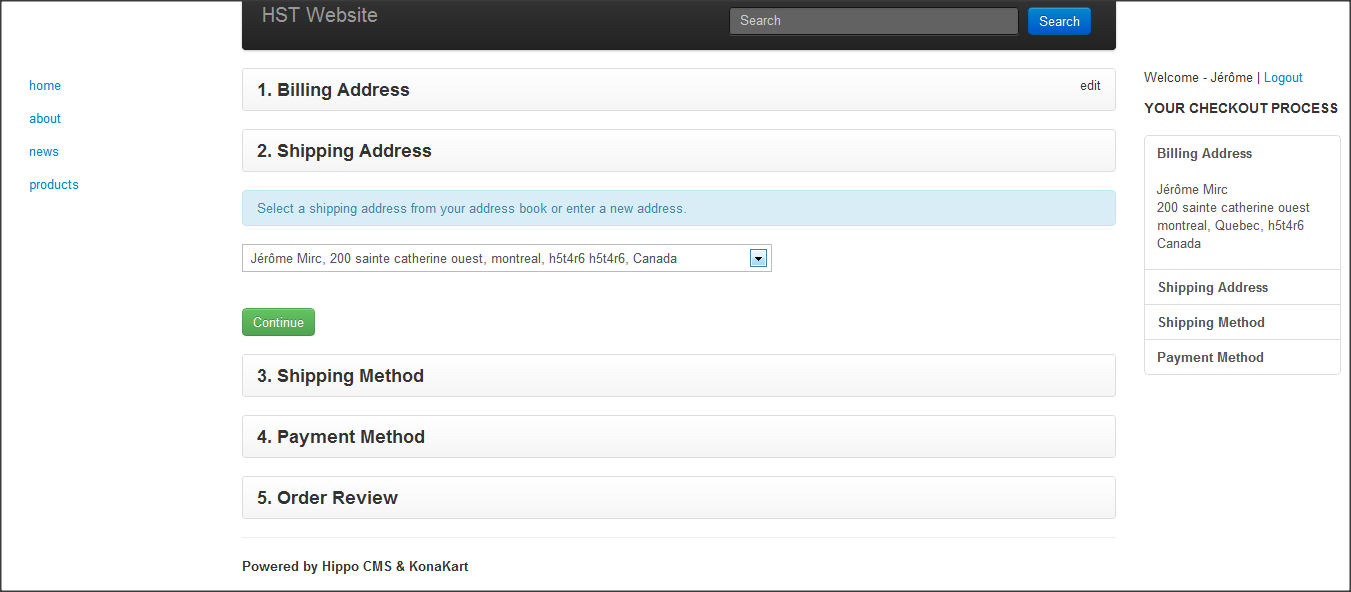 HST Website
Search
Search
home
about
news
products
1. Billing Address
edit
2. Shipping Address
Select a shipping address from your address book or enter a new address.
Jérôme Mirc, 200 sainte catherine ouest, montreal, h5t4r6 h5t4r6, Canada
Continue
3. Shipping Method
4. Payment Method
5. Order Review
Powered by Hippo CMS & KonaKart
Welcome - Jérôme | Logout
YOUR CHECKOUT PROCESS
Billing Address
Jérôme Mirc
200 sainte catherine ouest
montreal, Quebec, h5t4r6
Canada
Shipping Address
Shipping Method
Payment Method